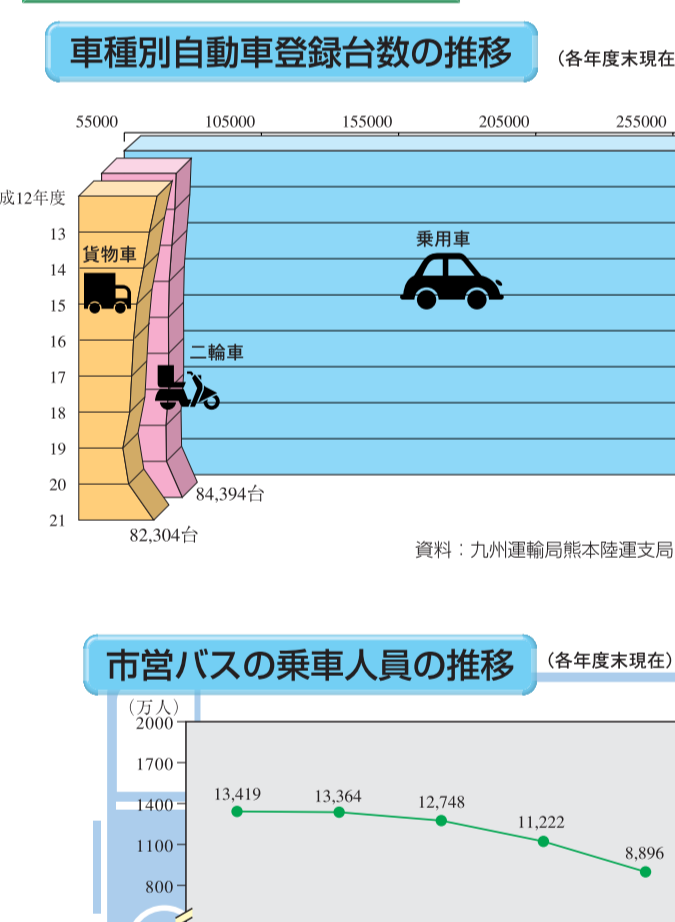 車種別自動車登録台数の推移
（各年度末現在
55000 105000 155000 205000 255000
成12年度
13
貨物車
乗用車
14
15
16
二輪車
17
18
19
20
84,394台
21
82,304台
資料：九州運輸局熊本陸運支局
市営バスの乗車人員の推移
（各年度末現在）
（万人）
2000
1700
13,419
13,364
12,748
1400
11,222
1100
8,896
800